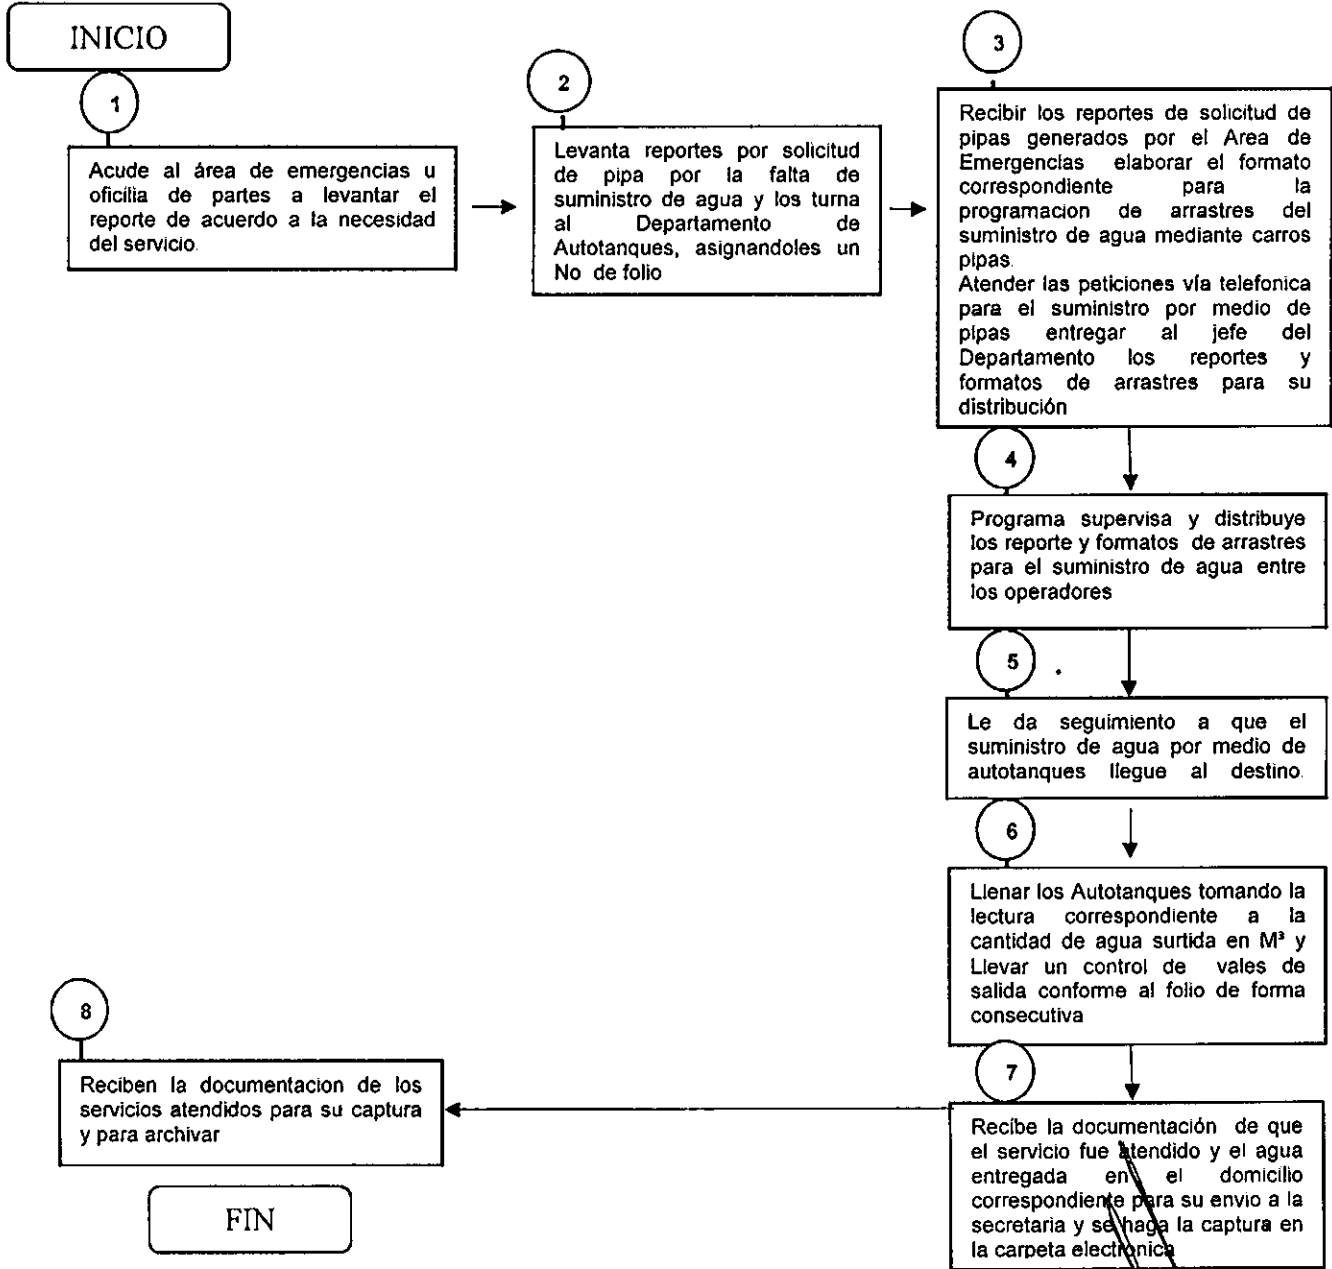 INICIO
1
Acude al área de emergencias u
oficilia de partes a levantar el
reporte de acuerdo a la necesidad
del servicio.
2
Levanta reportes por solicitud
de pipa por la falta de
suministro de agua y los turna
al Departamento de
Autotanques, asignandoles un
No de folio
3
Recibir los reportes de solicitud de
pipas generados por el Area de
Emergencias elaborar el formato
correspondiente para la
programacion de arrastres del
suministro de agua mediante carros
pipas.
Atender las peticiones vía telefonica
para el suministro por medio de
pipas entregar al jefe del
Departamento los reportes y
formatos de arrastres para su
distribución
4
Programa supervisa y distribuye
los reporte y formatos de arrastres
para el suministro de agua entre
los operadores
5
Le da seguimiento a que el
suministro de agua por medio de
autotanques llegue al destino.
6
Llenar los Autotanques tomando la
lectura correspondiente a la
cantidad de agua surtida en M³ y
Llevar un control de vales de
salida conforme al folio de forma
consecutiva
7
Recibe la documentación de que
el servicio fue atendido y el agua
entregada en el domicilio
correspondiente para su envio a la
secretaria y se haga la captura en
la carpeta electrónica
8
Reciben la documentacion de los
servicios atendidos para su captura
y para archivar
FIN